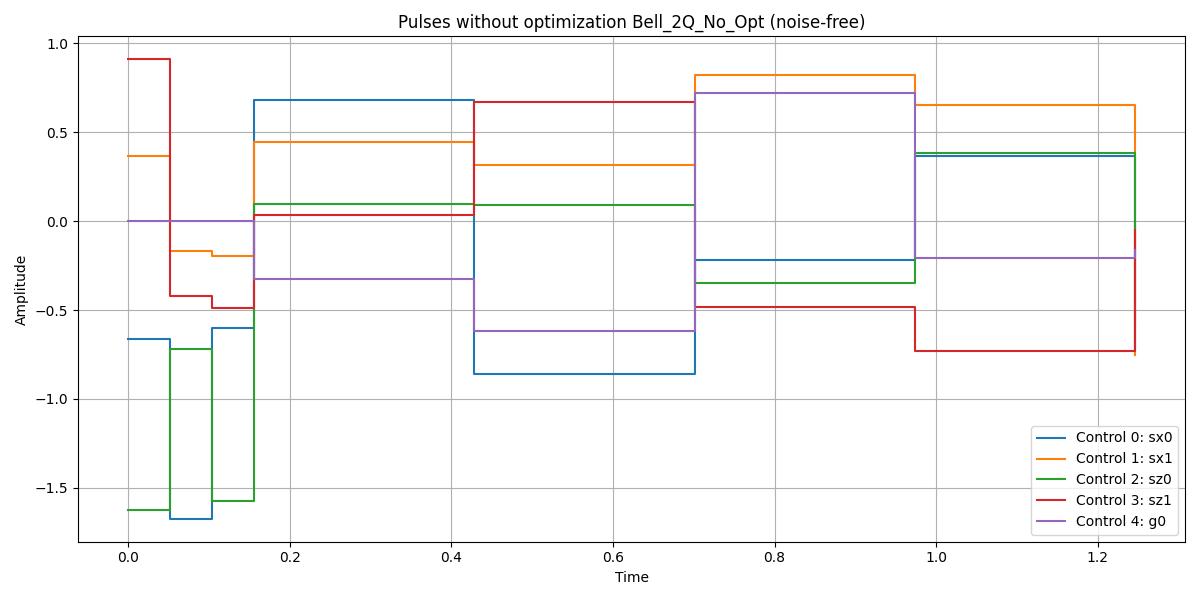 Pulses without optimization Bell_2Q_No_Opt (noise-free)
1.0
0.5
0.0
−0.5
−1.0
−1.5
Amplitude
0.0 0.2 0.4 0.6 0.8 1.0 1.2
Time
Control 0: sx0
Control 1: sx1
Control 2: sz0
Control 3: sz1
Control 4: g0